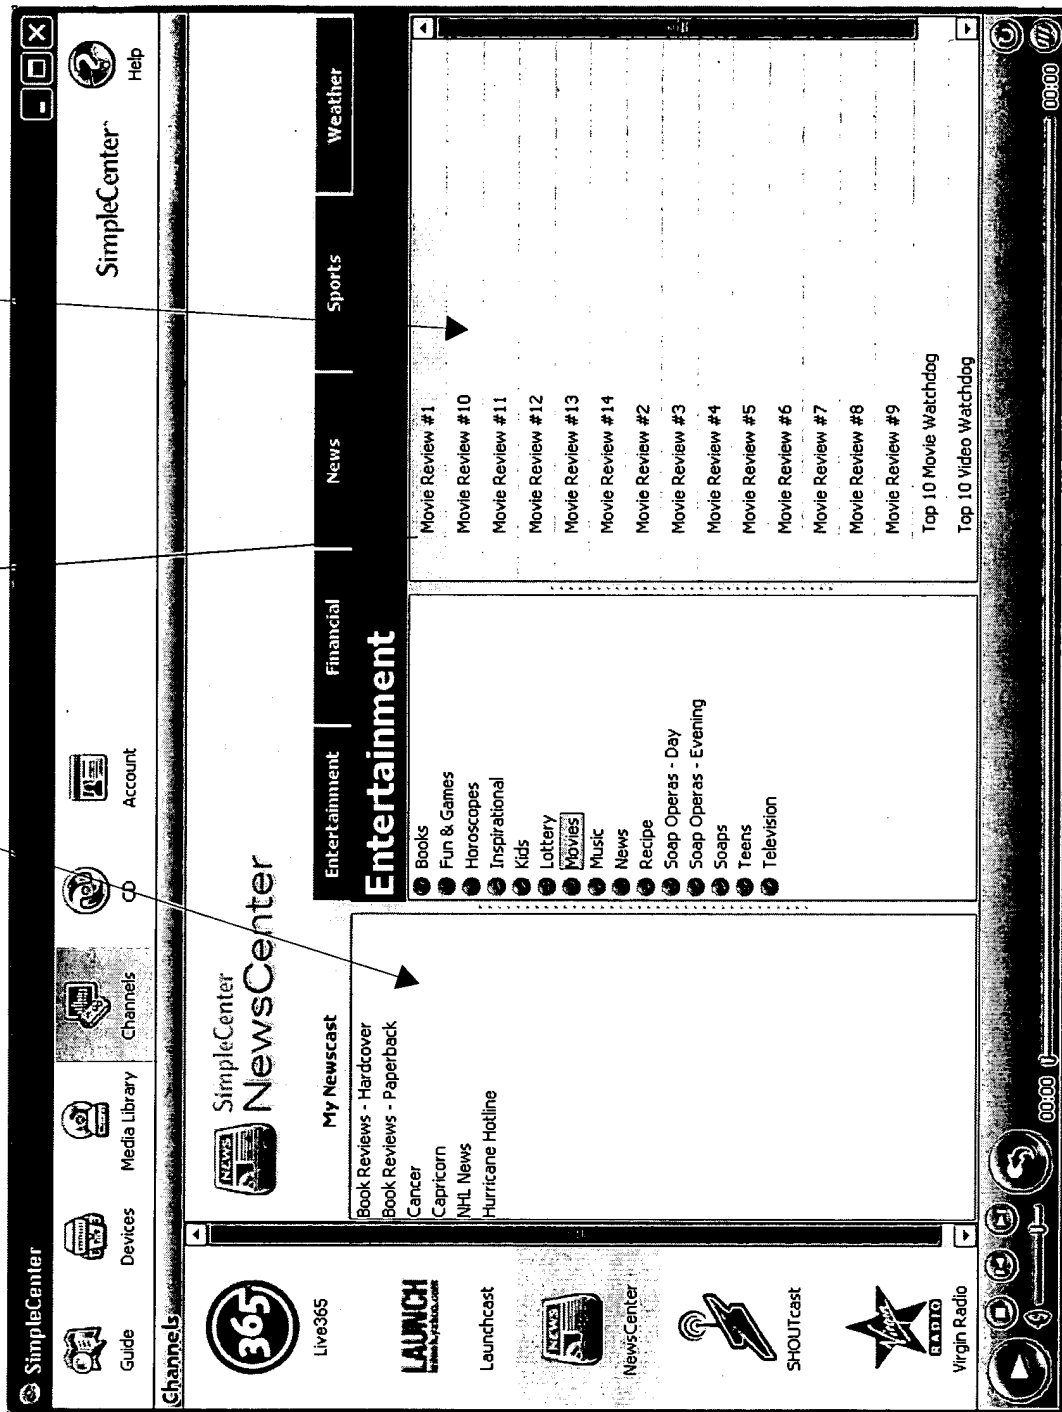 SimpleCenter
Guide
Devices
Media Library
Channels
CD
Account
SimpleCenter
Help
Channels
365
Live365
LAUNCH
Launchcast
NEWS
NewsCenter
SHOUTcast
Virgin
RADIO
Virgin Radio
NEWS
SimpleCenter
NewsCenter
My Newscast
Book Reviews - Hardcover
Book Reviews - Paperback
Cancer
Capricorn
NHL News
Hurricane Hotline
Entertainment
Financial
News
Sports
Weather
Entertainment
Books
Fun & Games
Horoscopes
Inspirational
Kids
Lottery
Movies
Music
News
Recipe
Soap Operas - Day
Soap Operas - Evening
Soaps
Teens
Television
Movie Review #1
Movie Review #10
Movie Review #11
Movie Review #12
Movie Review #13
Movie Review #14
Movie Review #2
Movie Review #3
Movie Review #4
Movie Review #5
Movie Review #6
Movie Review #7
Movie Review #8
Movie Review #9
Top 10 Movie Watchdog
Top 10 Video Watchdog
00:00
00:00